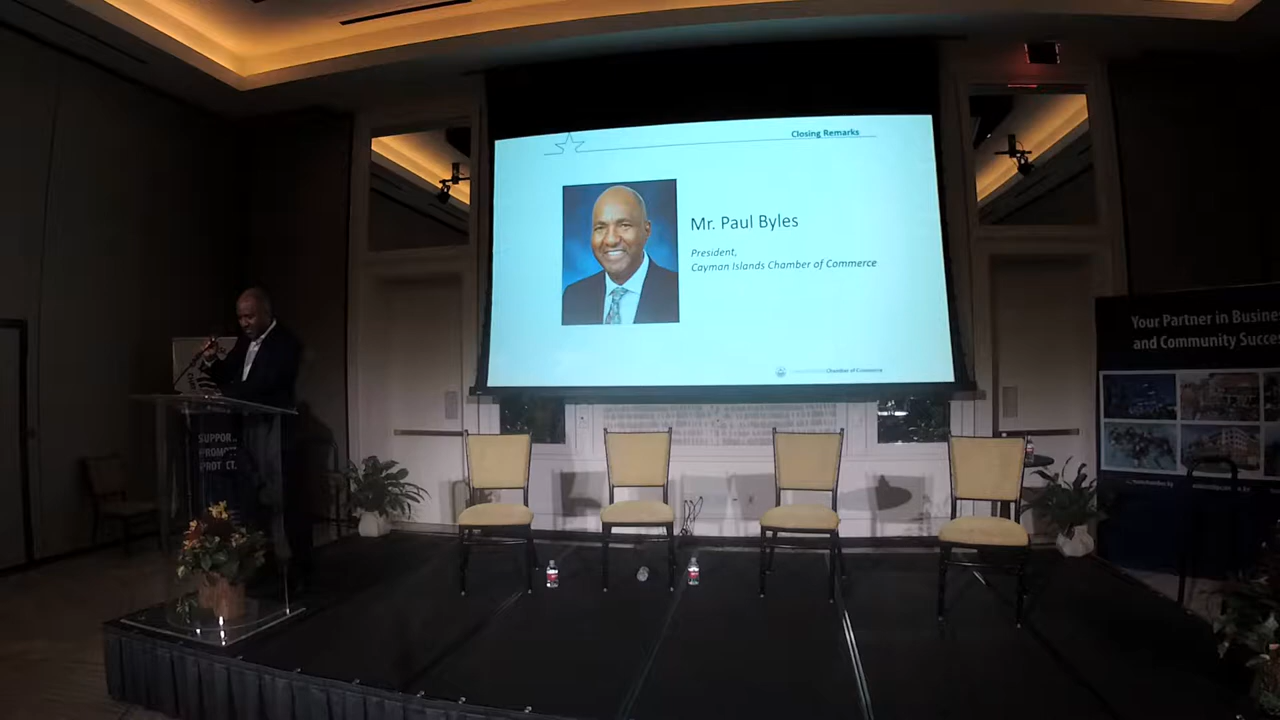 Closing Remarks
Mr. Paul Byles
President,
Cayman Islands Chamber of Commerce
Chamber of Commerce
Your Partner in Busine
and Community Succe
SUPPOR
PROM
PROT CT.